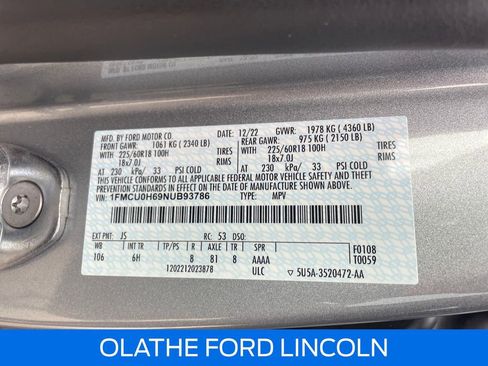 MFD. BY FORD MOTOR CO.
12/22 GVWR: 1978 KG ( 4360 LB)
FRONT GAWR: 1061 KG ( 2340 LB) REAR GAWR: 975 KG ( 2150 LB)
WITH 225/60R18 100H TIRES WITH 225/60R18 100H TIRES
18x7.0J RIMS 18x7.0J RIMS
AT 230 kPa/ 33 PSI COLD AT 230 kPa/ 33 PSI COLD
THIS VEHICLE CONFORMS TO ALL APPLICABLE FEDERAL MOTOR VEHICLE SAFETY
AND THEFT PREVENTION STANDARDS IN EFFECT ON THE DATE OF MANUFACTURE SHOWN ABOVE.
VIN: 1FMCU0H69NUB93786 TYPE: MPV
EXT PNT: JS RC: 53 DSO:
WB INT TR TP/PS R AXLE TR SPR F0108
106 6H 8 81 8 AAAA T0059
1202212023878 ULC 5U5A-3520472-AA
OLATHE FORD LINCOLN